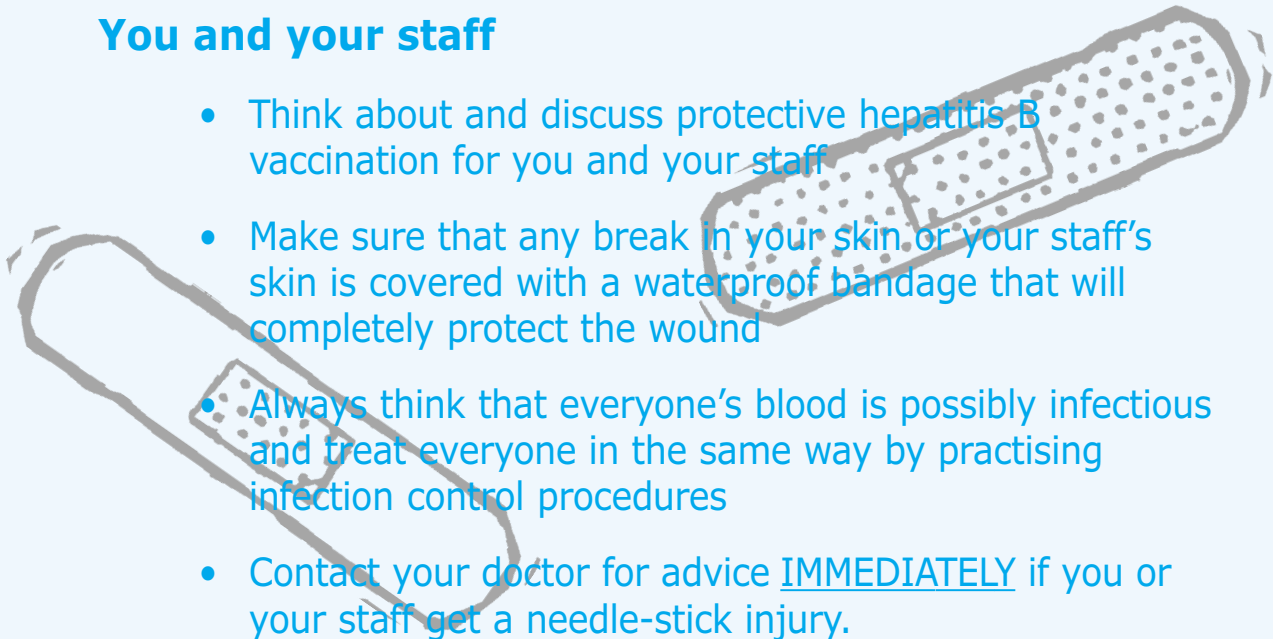 You and your staff
• Think about and discuss protective hepatitis B
vaccination for you and your staff
• Make sure that any break in your skin or your staff’s
skin is covered with a waterproof bandage that will
completely protect the wound
• Always think that everyone’s blood is possibly infectious
and treat everyone in the same way by practising
infection control procedures
• Contact your doctor for advice IMMEDIATELY if you or
your staff get a needle-stick injury.